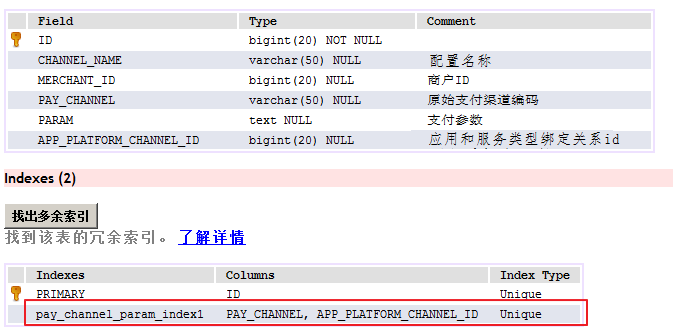 Field Type Comment
ID bigint(20) NOT NULL
CHANNEL_NAME varchar(50) NULL 配置名称
MERCHANT_ID bigint(20) NULL 商户ID
PAY_CHANNEL varchar(50) NULL 原始支付渠道编码
PARAM text NULL 支付参数
APP_PLATFORM_CHANNEL_ID bigint(20) NULL 应用和服务类型绑定关系id
Indexes (2)
找出多余索引
找到该表的冗余索引。 了解详情
Indexes Columns Index Type
PRIMARY ID Unique
pay_channel_param_index1 PAY_CHANNEL, APP_PLATFORM_CHANNEL_ID Unique